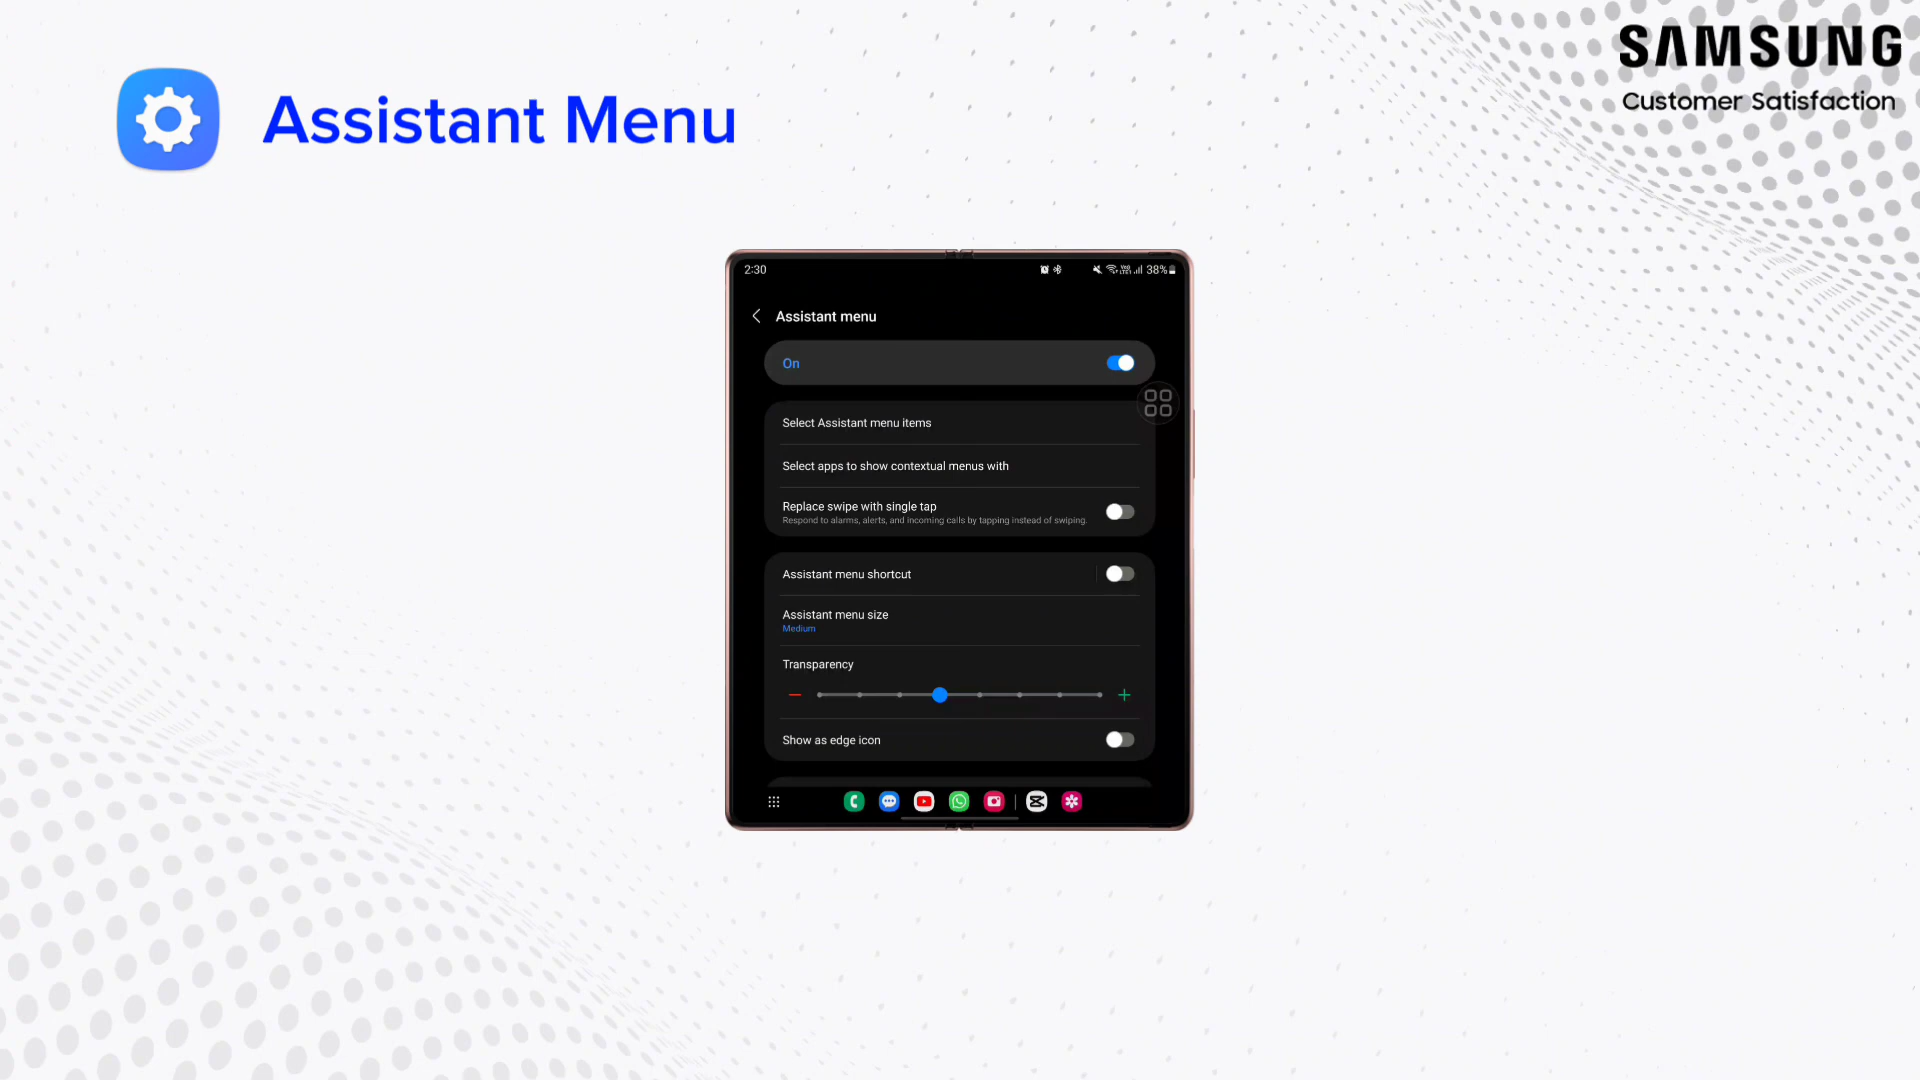 SAMSUNG
Customer Satisfaction
Assistant Menu
2:30
38%
Assistant menu
On
Select Assistant menu items
Select apps to show contextual menus with
Replace swipe with single tap
Respond to alarms, alerts, and incoming calls by tapping instead of swiping.
Assistant menu shortcut
Assistant menu size
Medium
Transparency
Show as edge icon